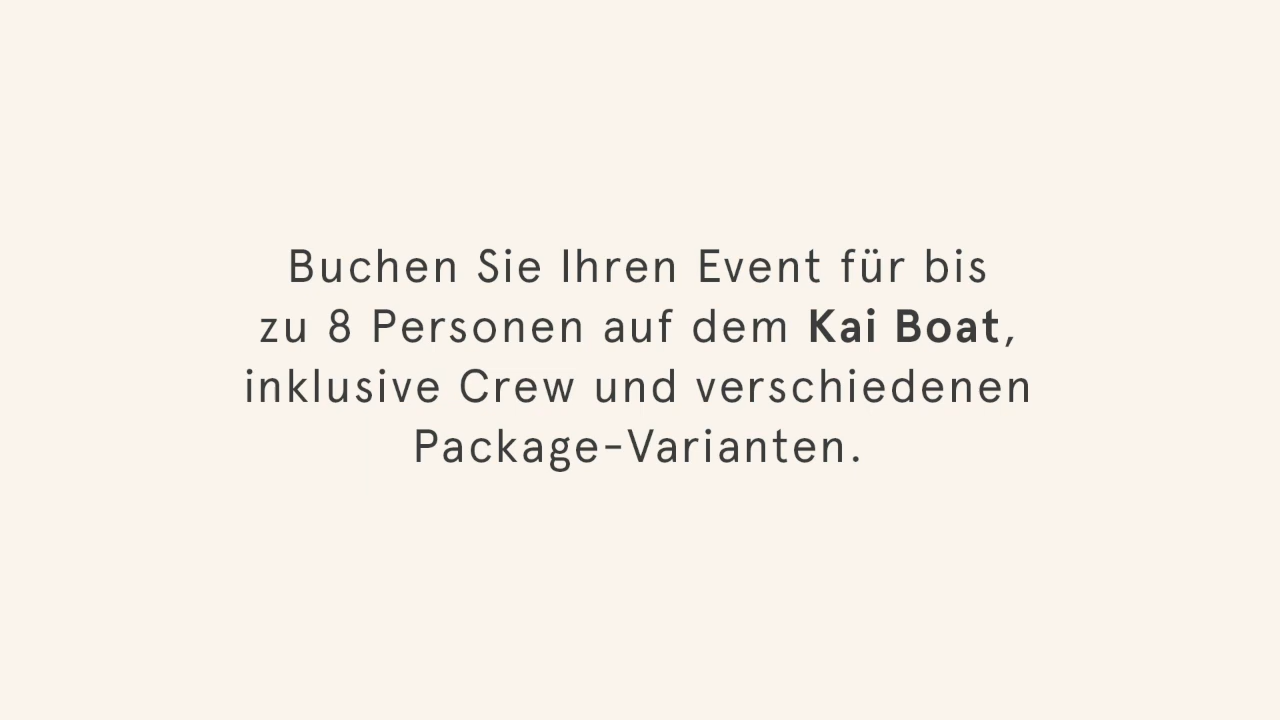 Buchen Sie Ihren Event für bis
zu 8 Personen auf dem Kai Boat,
inklusive Crew und verschiedenen
Package-Varianten.